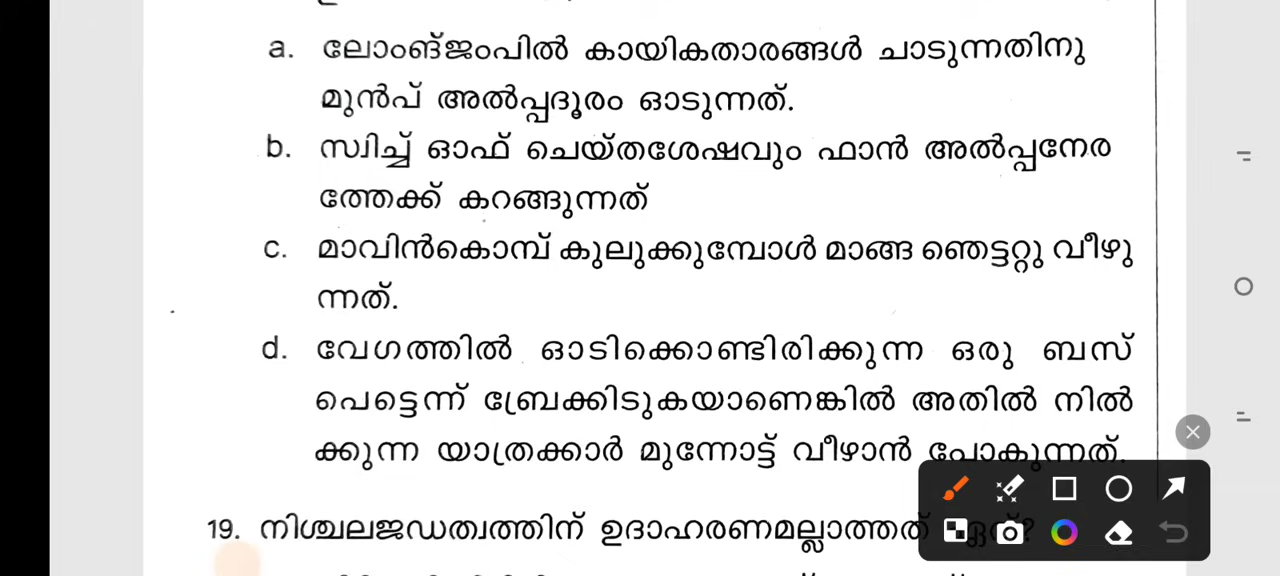 a. ലോംങ്ജംപിൽ കായികതാരങ്ങൾ ചാടുന്നതിനു
മുൻപ് അൽപ്പദൂരം ഓടുന്നത്.
b. സ്വിച്ച് ഓഫ് ചെയ്തശേഷവും ഫാൻ അൽപ്പനേര
ത്തേക്ക് കറങ്ങുന്നത്
c. മാവിൻകൊമ്പ് കുലുക്കുമ്പോൾ മാങ്ങ ഞെട്ടറ്റു വീഴു
ന്നത്.
d. വേഗത്തിൽ ഓടിക്കൊണ്ടിരിക്കുന്ന ഒരു ബസ്
പെട്ടെന്ന് ബ്രേക്കിടുകയാണെങ്കിൽ അതിൽ നിൽ
ക്കുന്ന യാത്രക്കാർ മുന്നോട്ട് വീഴാൻ പോകുന്നത്.
19. നിശ്ചലജഡത്വത്തിന് ഉദാഹരണമല്ലാത്തത് ഏത്?